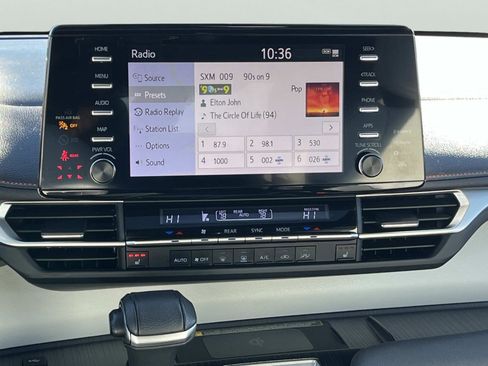 Radio 10:36
HOME
MENU
AUDIO
MAP
PWR VOL
PASS AIR BAG
OFF
Source
Presets
Radio Replay
Station List
Options
Sound
SXM 009 90s on 9
Pop
Elton John
The Circle Of Life (94)
1 87.9 2 98.1 3 530
4 1000 5 002 6 026
SEEK>
<TRACK
PHONE
APPS
TUNE SCROLL
HI REAR AUTO HI
REAR SYNC MODE
AUTO OFF A/C